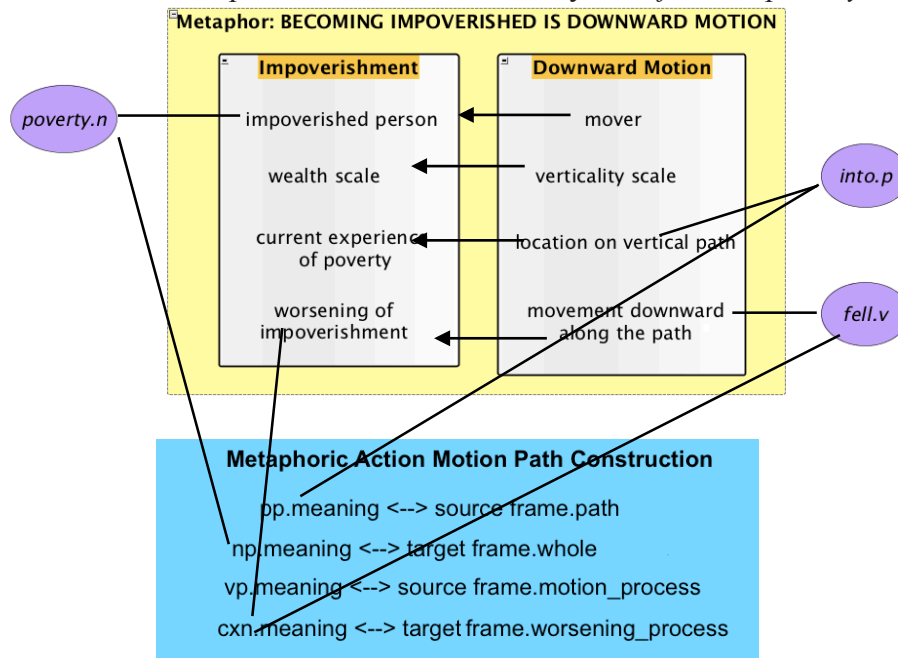 Metaphor: BECOMING IMPOVERISHED IS DOWNWARD MOTION
Impoverishment
Downward Motion
poverty.n
impoverished person
mover
wealth scale
verticality scale
into.p
current experienc
of poverty
location on vertical path
worsening of
impoverishment
movement downward
along the path
fell.v
Metaphoric Action Motion Path Construction
pp.meaning <--> source frame.path
np.meaning <--> target frame.whole
vp.meaning <--> source frame.motion_process
cxn.meaning <--> target frame.worsening_process